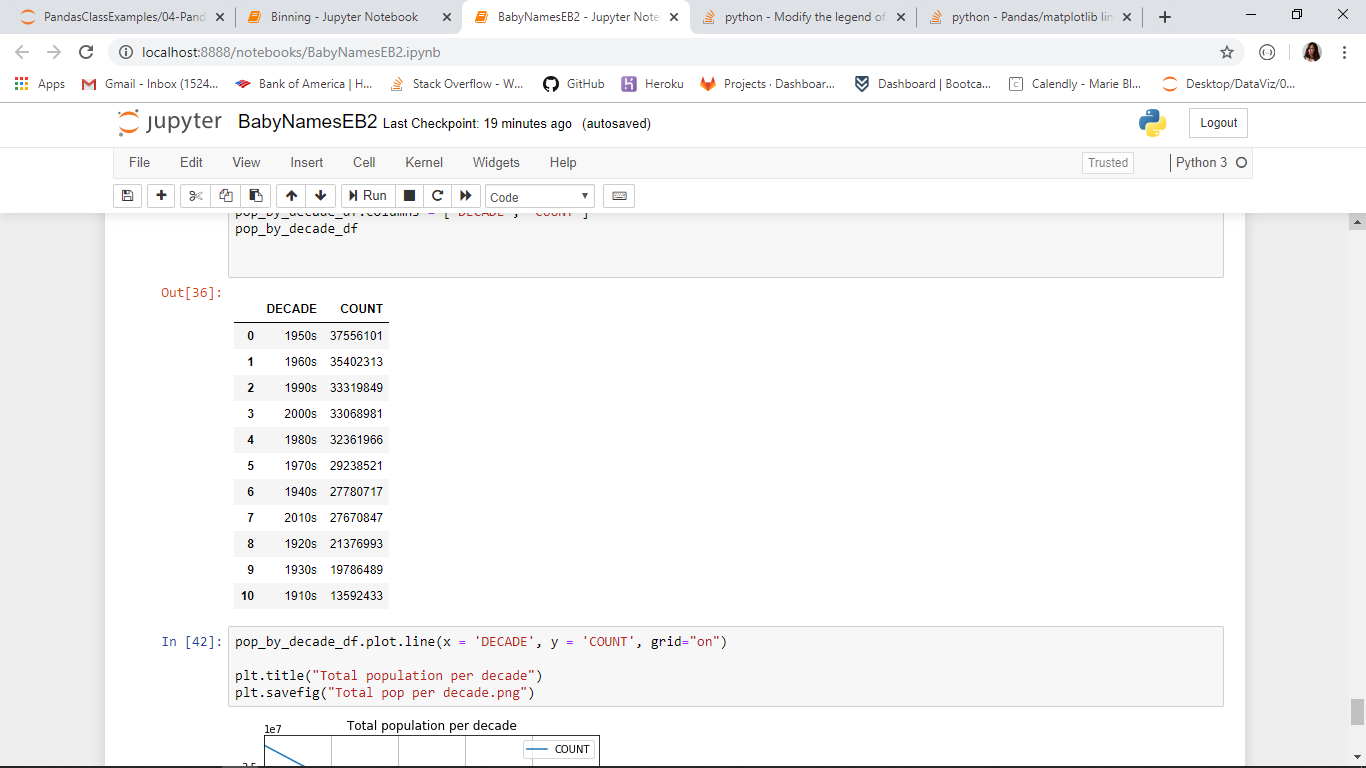 PandasClassExamples/04-Pand
Binning - Jupyter Notebook
BabyNamesEB2 - Jupyter Note
python - Modify the legend of
python - Pandas/matplotlib lin
localhost:8888/notebooks/BabyNamesEB2.ipynb
Apps
Gmail - Inbox (1524...
Bank of America | H...
Stack Overflow - W...
GitHub
Heroku
Projects · Dashboar...
Dashboard | Bootca...
Calendly - Marie Bl...
Desktop/DataViz/0...
jupyter BabyNamesEB2 Last Checkpoint: 19 minutes ago (autosaved)
Logout
File Edit View Insert Cell Kernel Widgets Help
Trusted
Python 3
Run
Code
pop_by_decade_df.columns = ['DECADE', 'COUNT']
pop_by_decade_df
Out[36]:
DECADE COUNT
0 1950s 37556101
1 1960s 35402313
2 1990s 33319849
3 2000s 33068981
4 1980s 32361966
5 1970s 29238521
6 1940s 27780717
7 2010s 27670847
8 1920s 21376993
9 1930s 19786489
10 1910s 13592433
In [42]: pop_by_decade_df.plot.line(x = 'DECADE', y = 'COUNT', grid="on")
plt.title("Total population per decade")
plt.savefig("Total pop per decade.png")
1e7
Total population per decade
COUNT